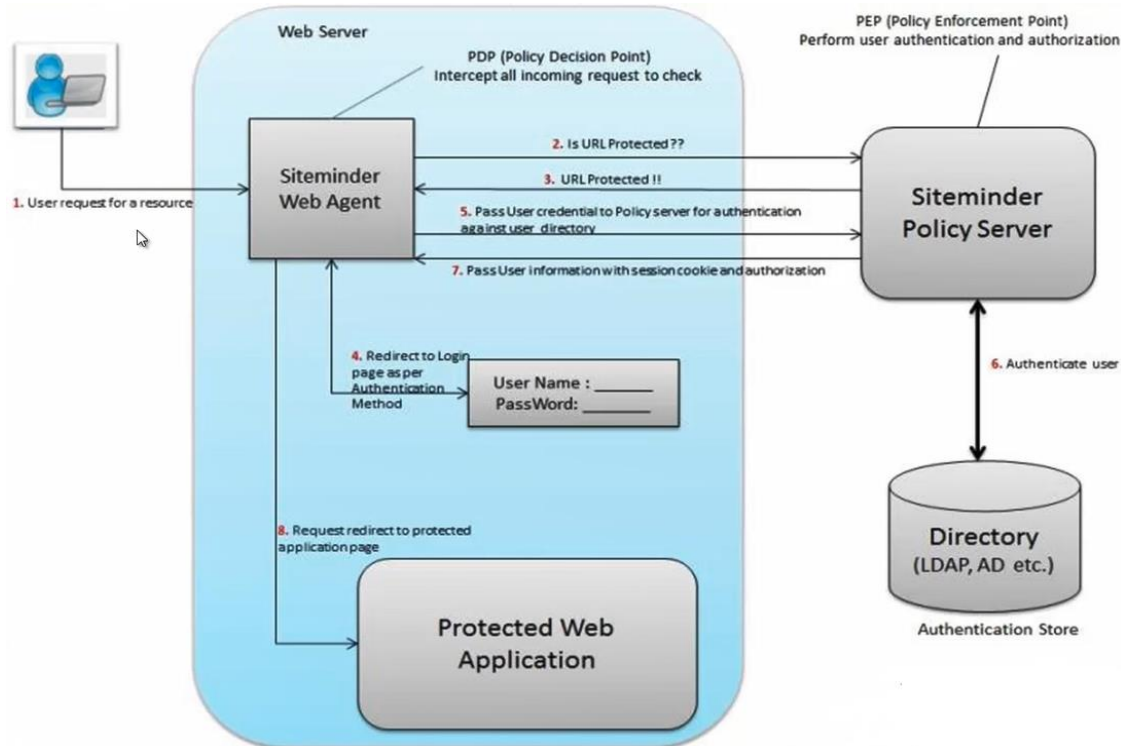 Web Server
PEP (Policy Enforcement Point)
Perform user authentication and authorization
PDP (Policy Decision Point)
Intercept all incoming request to check
2. Is URL Protected ??
Siteminder
Web Agent
3. URL Protected !!
1. User request for a resource
Siteminder
Policy Server
5. Pass User credential to Policy server for authentication
against user directory
7. Pass User information with session cookie and authorization
4. Redirect to Login
page as per
Authentication
Method
User Name : ______
PassWord: _______
6. Authenticate user
8. Request redirect to protected
application page
Directory
(LDAP, AD etc.)
Authentication Store
Protected Web
Application